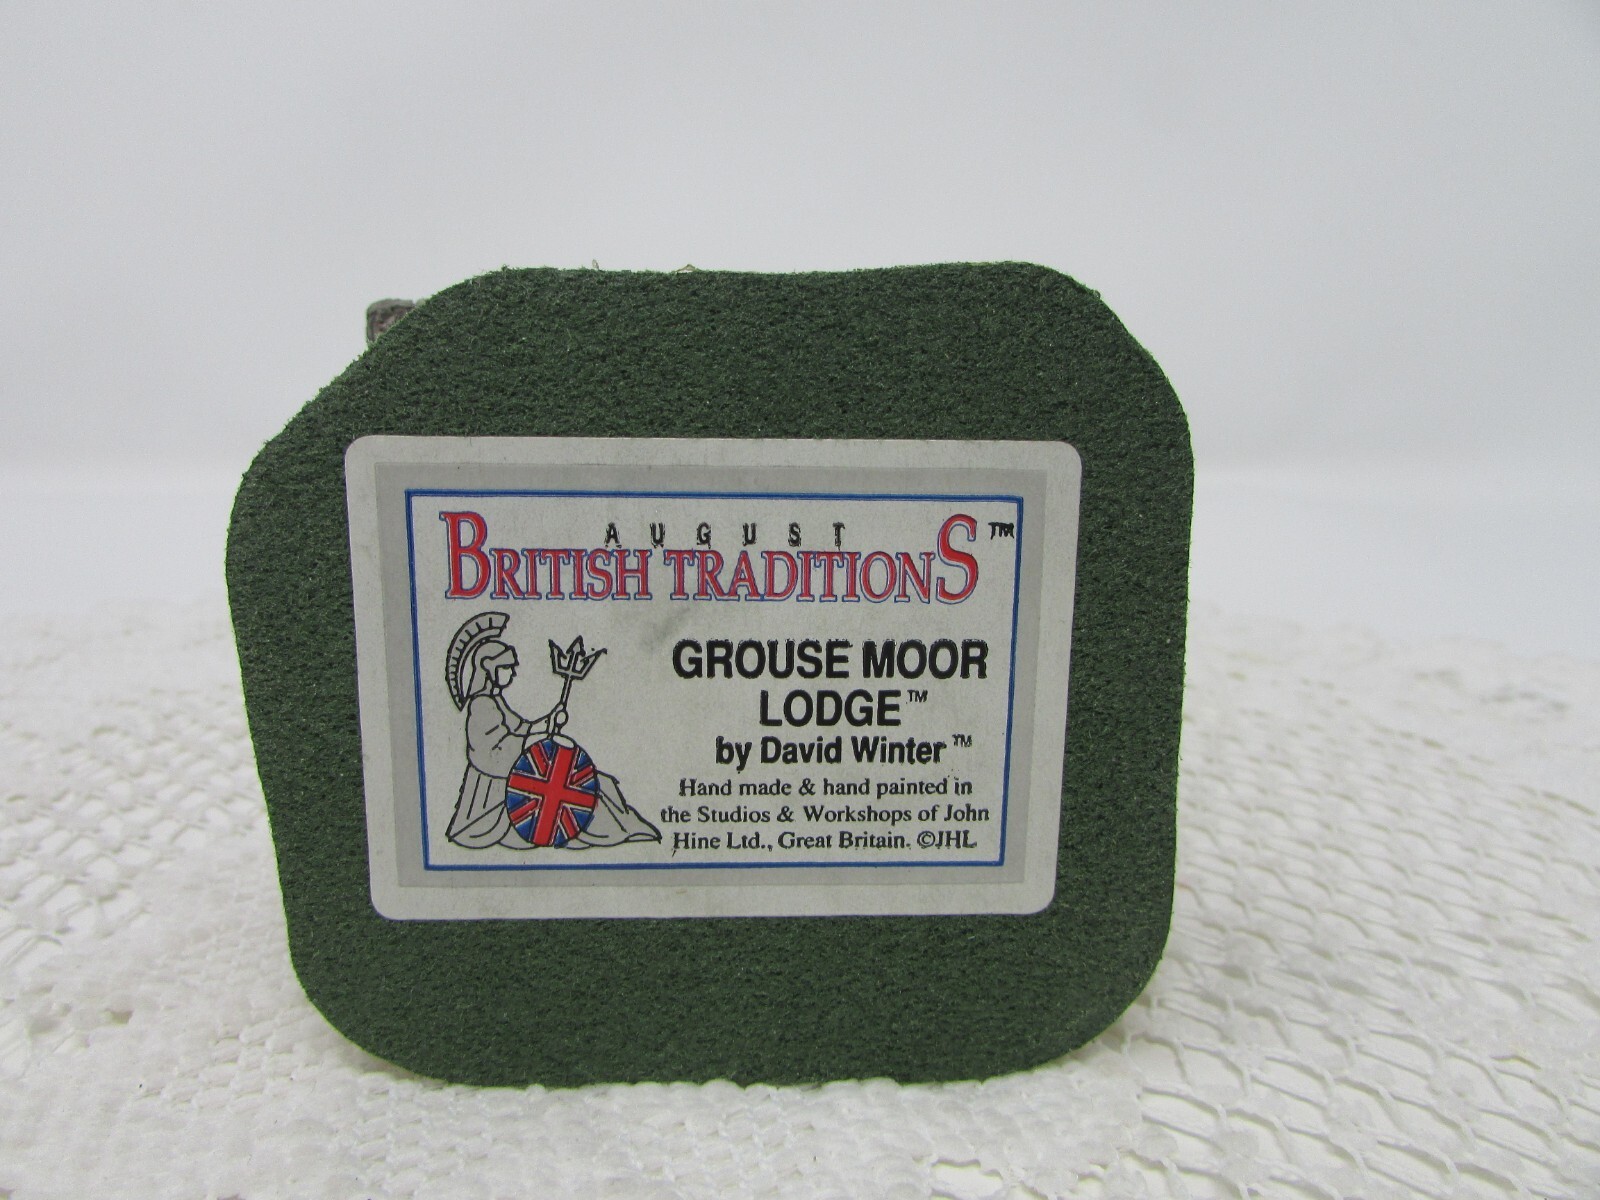 AUGUST
BRITISH TRADITIONS™
GROUSE MOOR
LODGE™
by David Winter™
Hand made & hand painted in
the Studios & Workshops of John
Hine Ltd., Great Britain. ©JHL